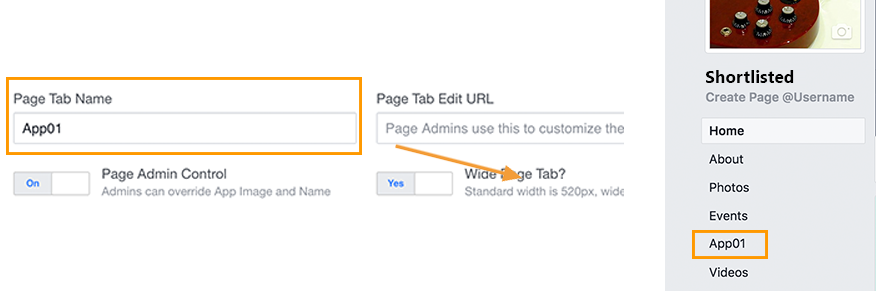 Page Tab Name
App01
On
Page Admin Control
Admins can override App Image and Name
Page Tab Edit URL
Page Admins use this to customize the
Yes
Wide Page Tab?
Standard width is 520px, wide
Shortlisted
Create Page @Username
Home
About
Photos
Events
App01
Videos